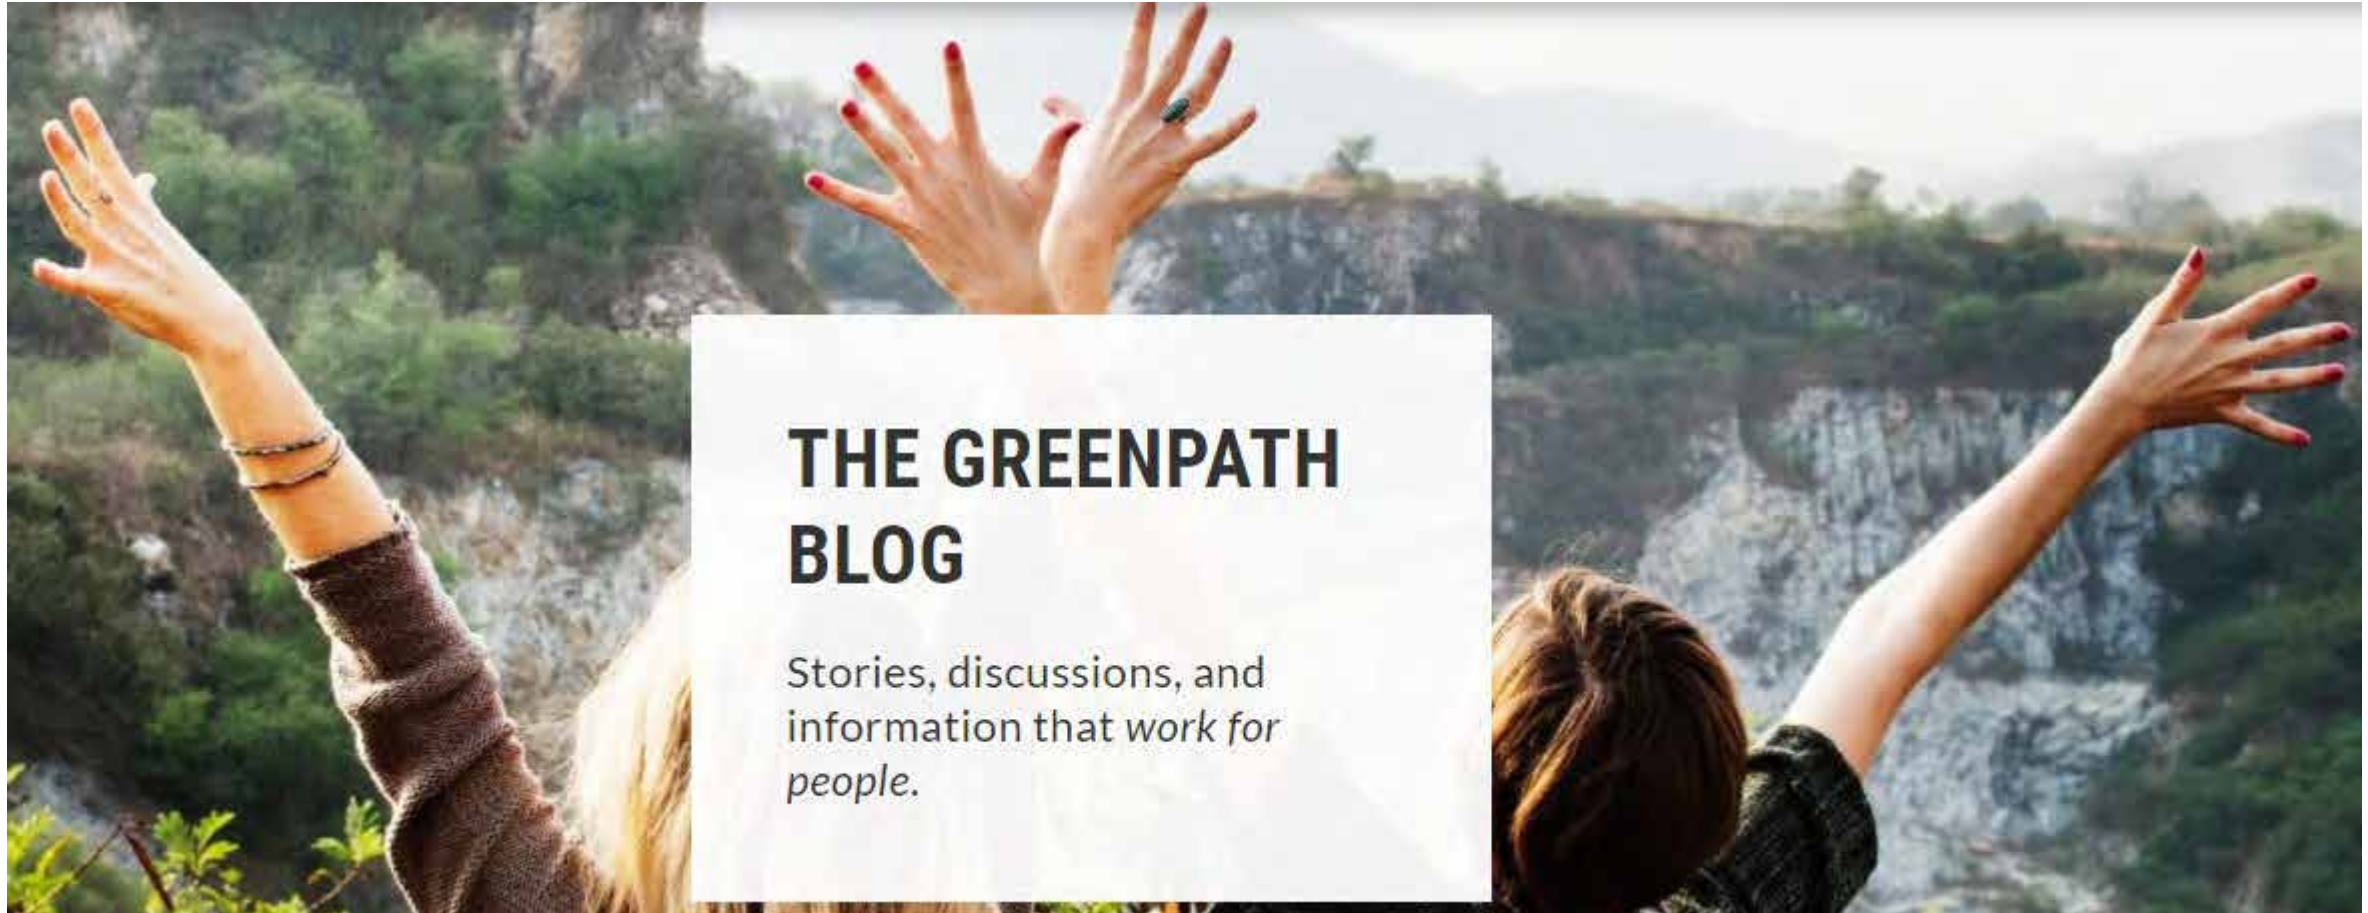 THE GREENPATH
BLOG
Stories, discussions, and
information that work for
people.